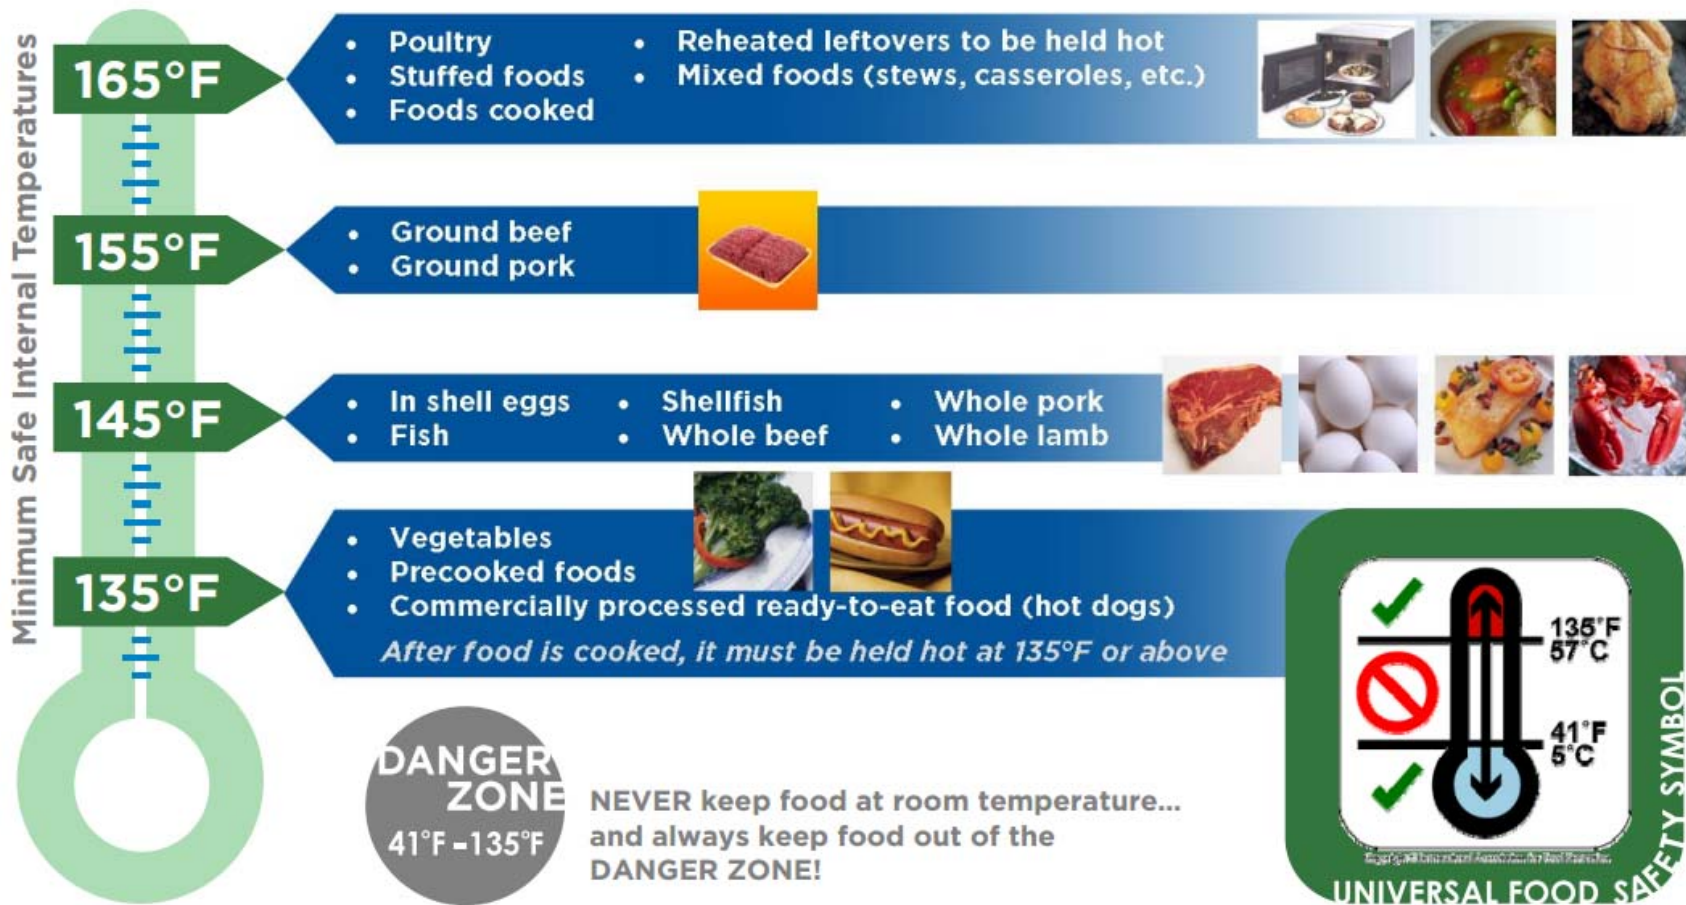 Minimum Safe Internal Temperatures
165°F
• Poultry
• Stuffed foods
• Foods cooked
• Reheated leftovers to be held hot
• Mixed foods (stews, casseroles, etc.)
155°F
• Ground beef
• Ground pork
145°F
• In shell eggs
• Fish
• Shellfish
• Whole beef
• Whole pork
• Whole lamb
135°F
• Vegetables
• Precooked foods
• Commercially processed ready-to-eat food (hot dogs)
After food is cooked, it must be held hot at 135°F or above
DANGER
ZONE
41°F - 135°F
NEVER keep food at room temperature...
and always keep food out of the
DANGER ZONE!
135°F
57°C
41°F
5°C
UNIVERSAL FOOD SAFETY SYMBOL